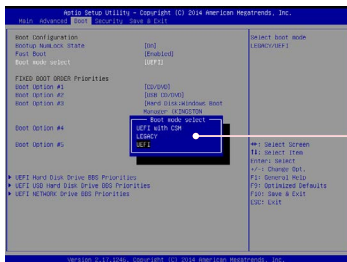 Aptio Setup Utility - Copyright (C) 2014 American Megatrends, Inc.
Main Advanced Boot Security Save & Exit
Boot Configuration
Bootup NumLock State [On]
Fast Boot [Enabled]
Boot mode select [UEFI]
FIXED BOOT ORDER Priorities
Boot Option #1 [CD/DVD]
Boot Option #2 [USB CD/DVD]
Boot Option #3 [Hard Disk:Windows Boot
Manager (KINGSTON
Boot Option #4
Boot Option #5
Boot mode select
UEFI with CSM
LEGACY
UEFI
UEFI Hard Disk Drive BBS Priorities
UEFI USB Hard Disk Drive BBS Priorities
UEFI NETWORK Drive BBS Priorities
Select boot mode
LEGACY/UEFI
↔: Select Screen
↑↓: Select Item
Enter: Select
+/-: Change Opt.
F1: General Help
F9: Optimized Defaults
F10: Save & Exit
ESC: Exit
Version 2.17.1246. Copyright (C) 2014 American Megatrends, Inc.